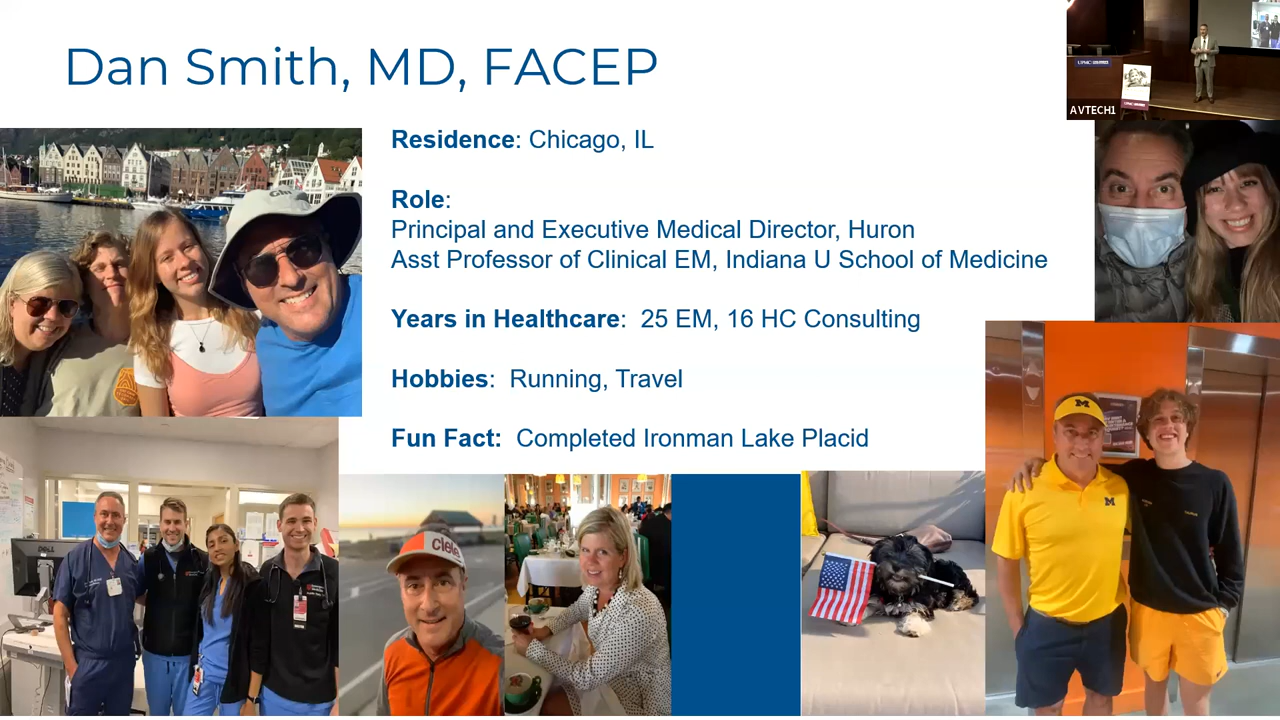 Dan Smith, MD, FACEP
AVTECH1
Residence: Chicago, IL
Role:
Principal and Executive Medical Director, Huron
Asst Professor of Clinical EM, Indiana U School of Medicine
Years in Healthcare: 25 EM, 16 HC Consulting
Hobbies: Running, Travel
Fun Fact: Completed Ironman Lake Placid
DELL
cle
M
M